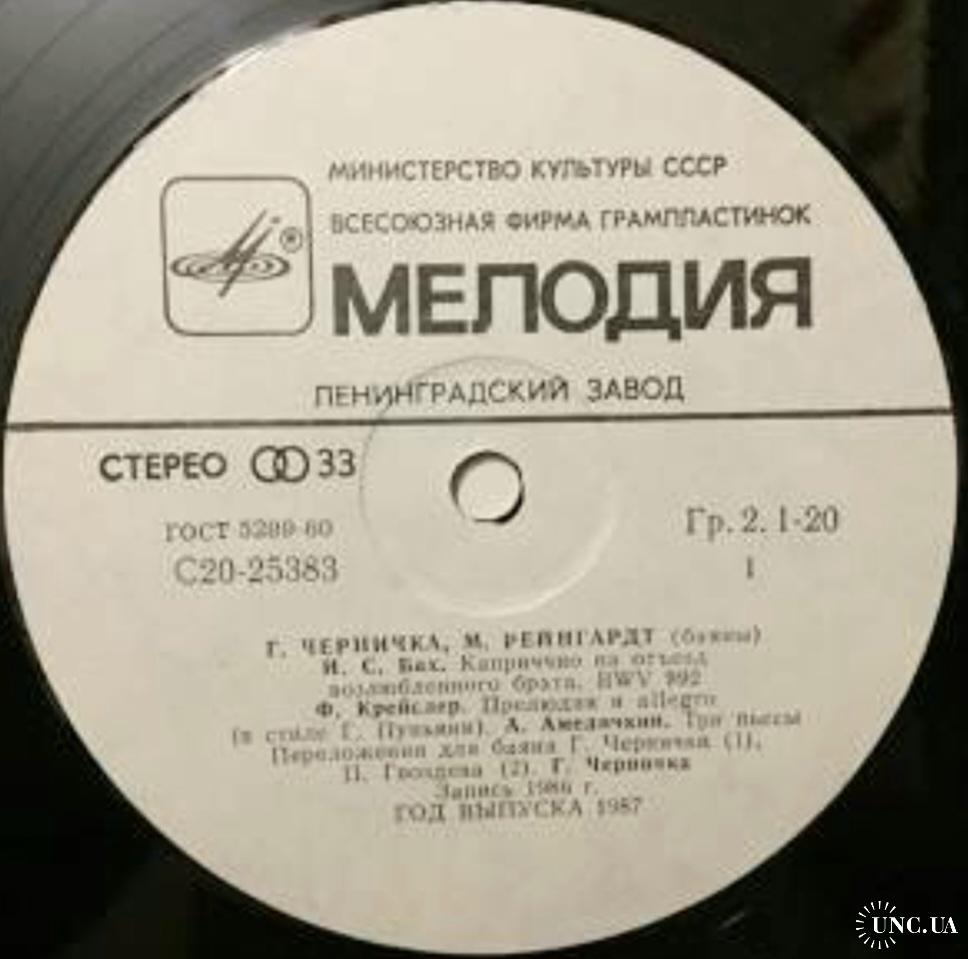 МИНИСТЕРСТВО КУЛЬТУРЫ СССР
ВСЕСОЮЗНАЯ ФИРМА ГРАМПЛАСТИНОК
®
МЕЛОДИЯ
ЛЕНИНГРАДСКИЙ ЗАВОД
СТЕРЕО 33
ГОСТ 5289-80
Гр. 2. 1-20
С20-25383
1
Г. ЧЕРНИЧКА, М. РЕЙНГАРДТ (баяны)
И. С. Бах. Каприччио на отъезд
возлюбленного брата, BWV 992
Ф. Крейслер. Прелюдия и allegro
(в стиле Г. Пуньяни). А. Амеличкин. Три пьесы
Переложения для баяна Г. Чернички (1),
П. Гвоздева (2). Г. Черничка
Запись 1986 г.
ГОД ВЫПУСКА 1987
UNC.UA